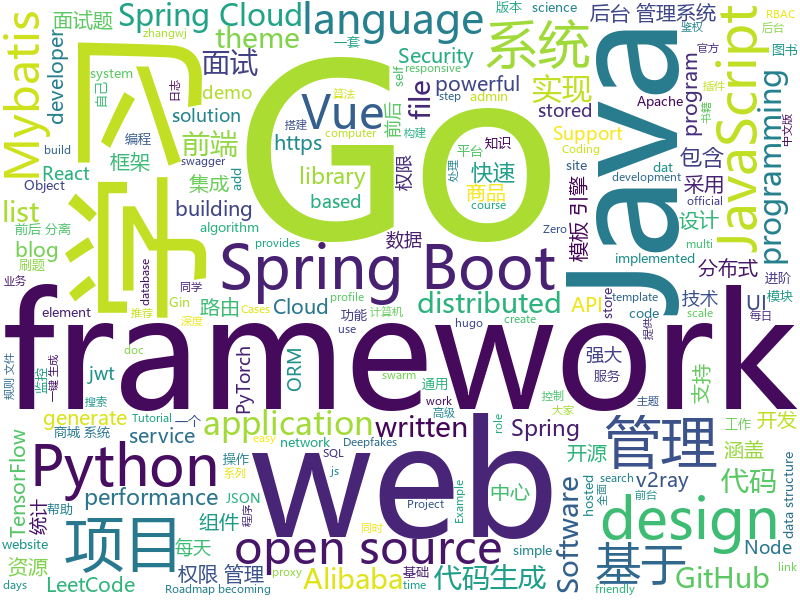 面试题
Spring Cloud
language
版本
science
后台 管理系统
RBAC
鉴权
后台
zhangwj
一套
theme
官方
图书
Mybatis
developer
面试
Security
系统
JavaScript
插件
书籍
中文版
self
responsive
自己
system
日志
demo
Vue
file
powerful
实现
Java
program
Apache
solution
算法
step
admin
stored
搭建
computer
构建
前后
https
Support
包含
programming
编程
前端
Coding
知识
build
swagger
框架
library
权限
快速
处理
平台
site
dat
采用
Object
React
add
集成
based
商品
development
official
学习
Go
模板 引擎
list
building
course
设计
multi
前后 分离
algorithm
数据
Zero
implemented
blog
provides
分布式
进阶
刷题
database
Spring Boot
业务
同学
Gin
路由
Cloud
profile
计算机
distributed
API
store
template
UI
技术
模块
element
推荐
Cases
深度
功能
hugo
use
create
code
提供
scale
每日
framework
规则 文件
监控
一键 生成
doc
jwt
PyTorch
ORM
swarm
通用
强大
服务
控制
主题
支持
搜索
work
高级
大家
role
generate
Tutorial
一个
application
written
Spring
管理
工作
开发
TensorFlow
商城 系统
service
easy
network
Deepfakes
web
开源
涵盖
Python
操作
系列
SQL
js
v2ray
代码
data structure
统计
帮助
performance
JSON
Project
Example
中心
Software
hosted
search
全面
前台
design
website
项目
组件
程序
open source
同时
simple
Node
资源
每天
基于
GitHub
link
days
LeetCode
权限 管理
proxy
Alibaba
基础
time
代码生成
friendly
Roadmap becoming